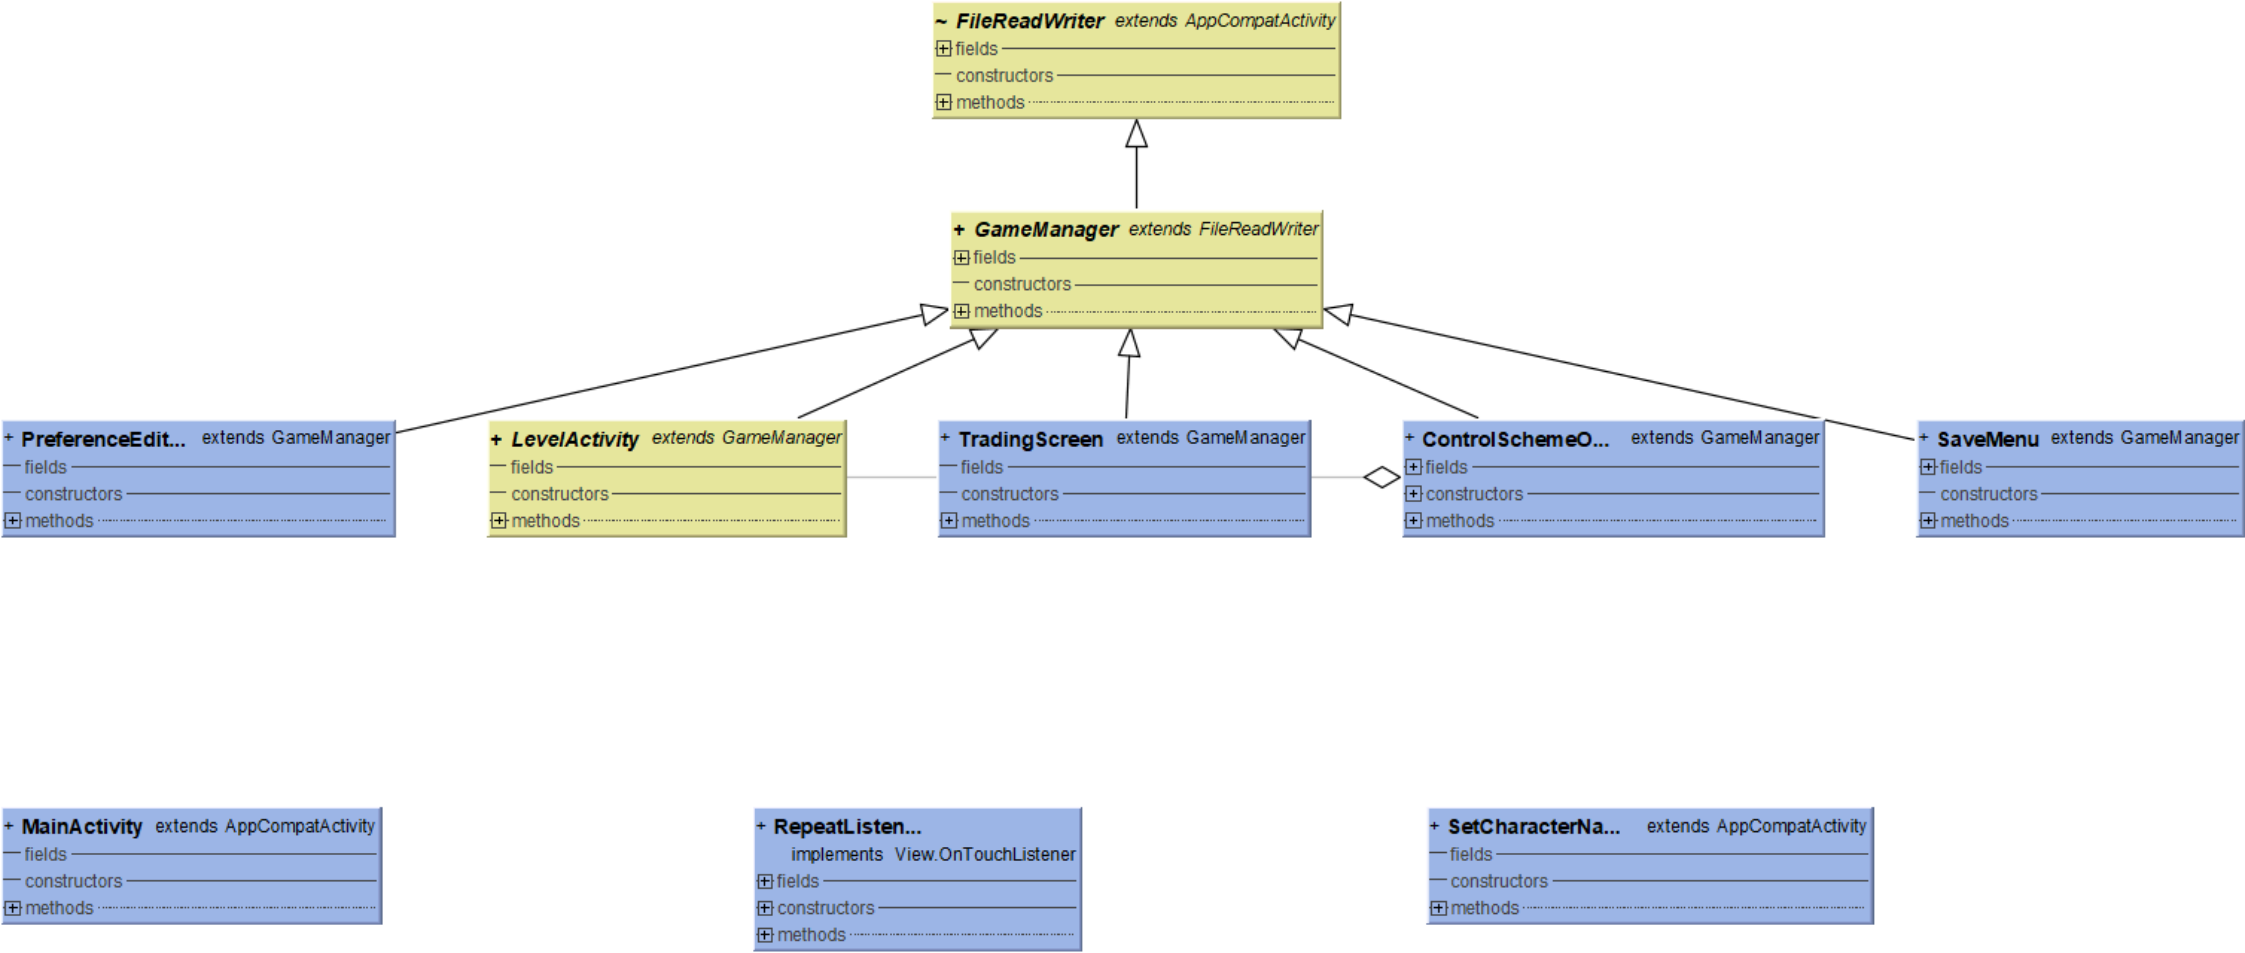 ~ FileReadWriter extends AppCompatActivity
+ fields
constructors
+ methods
+ GameManager extends FileReadWriter
+ fields
constructors
+ methods
+ PreferenceEdit... extends GameManager
fields
constructors
+ methods
+ LevelActivity extends GameManager
fields
constructors
+ methods
+ TradingScreen extends GameManager
fields
constructors
+ methods
+ ControlSchemeO... extends GameManager
+ fields
+ constructors
+ methods
+ SaveMenu extends GameManager
+ fields
constructors
+ methods
+ MainActivity extends AppCompatActivity
fields
constructors
+ methods
+ RepeatListen...
implements View.OnTouchListener
+ fields
+ constructors
+ methods
+ SetCharacterNa... extends AppCompatActivity
fields
constructors
+ methods